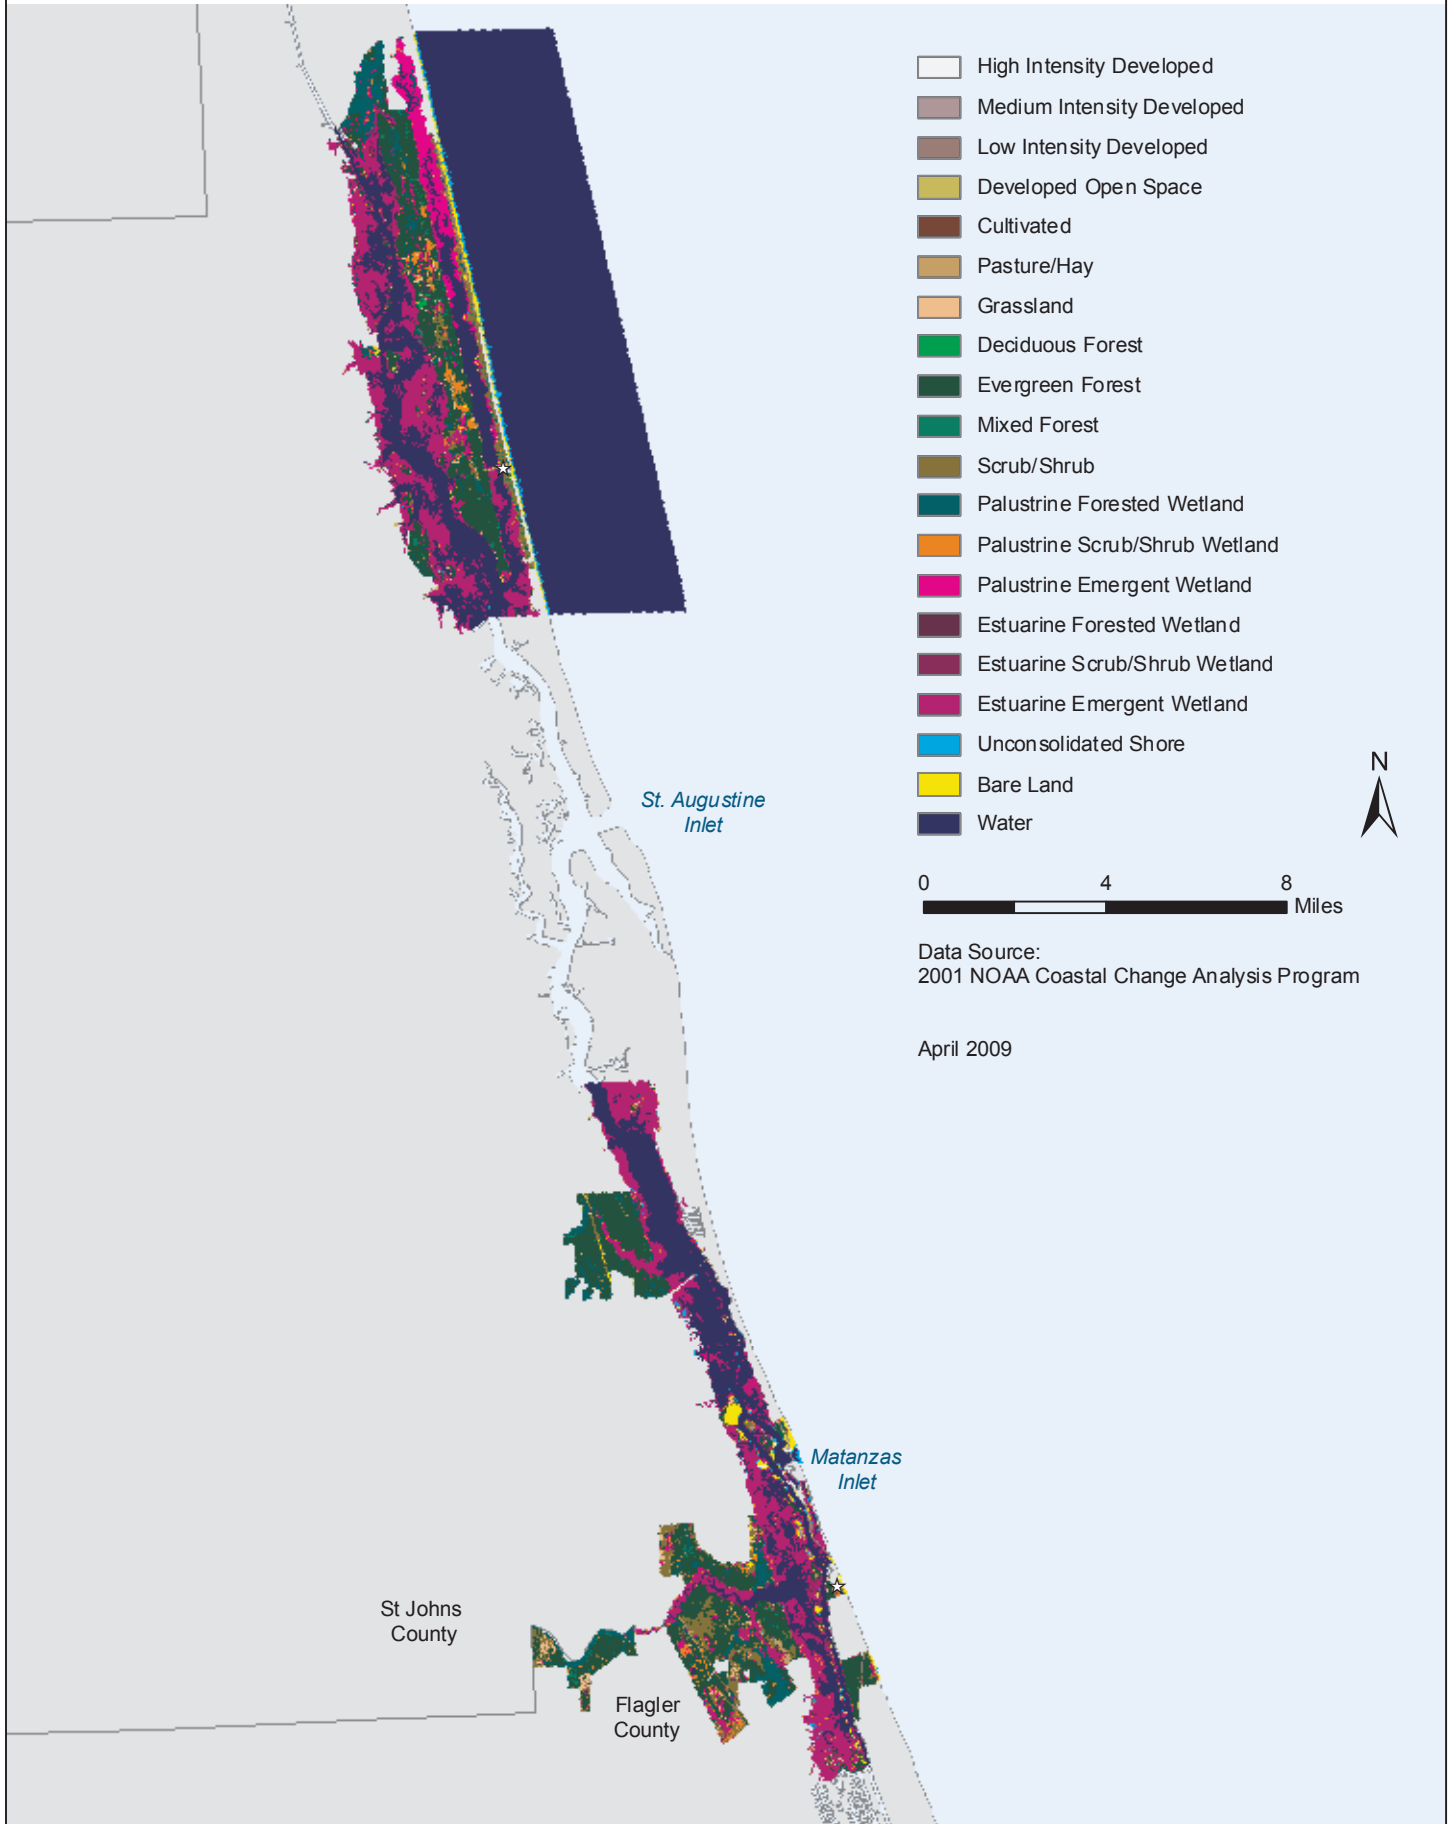 High Intensity Developed
Medium Intensity Developed
Low Intensity Developed
Developed Open Space
Cultivated
Pasture/Hay
Grassland
Deciduous Forest
Evergreen Forest
Mixed Forest
Scrub/Shrub
Palustrine Forested Wetland
Palustrine Scrub/Shrub Wetland
Palustrine Emergent Wetland
Estuarine Forested Wetland
Estuarine Scrub/Shrub Wetland
Estuarine Emergent Wetland
Unconsolidated Shore
Bare Land
Water
N
0 4 8
Miles
Data Source:
2001 NOAA Coastal Change Analysis Program
April 2009
St. Augustine
Inlet
Matanzas
Inlet
St Johns
County
Flagler
County